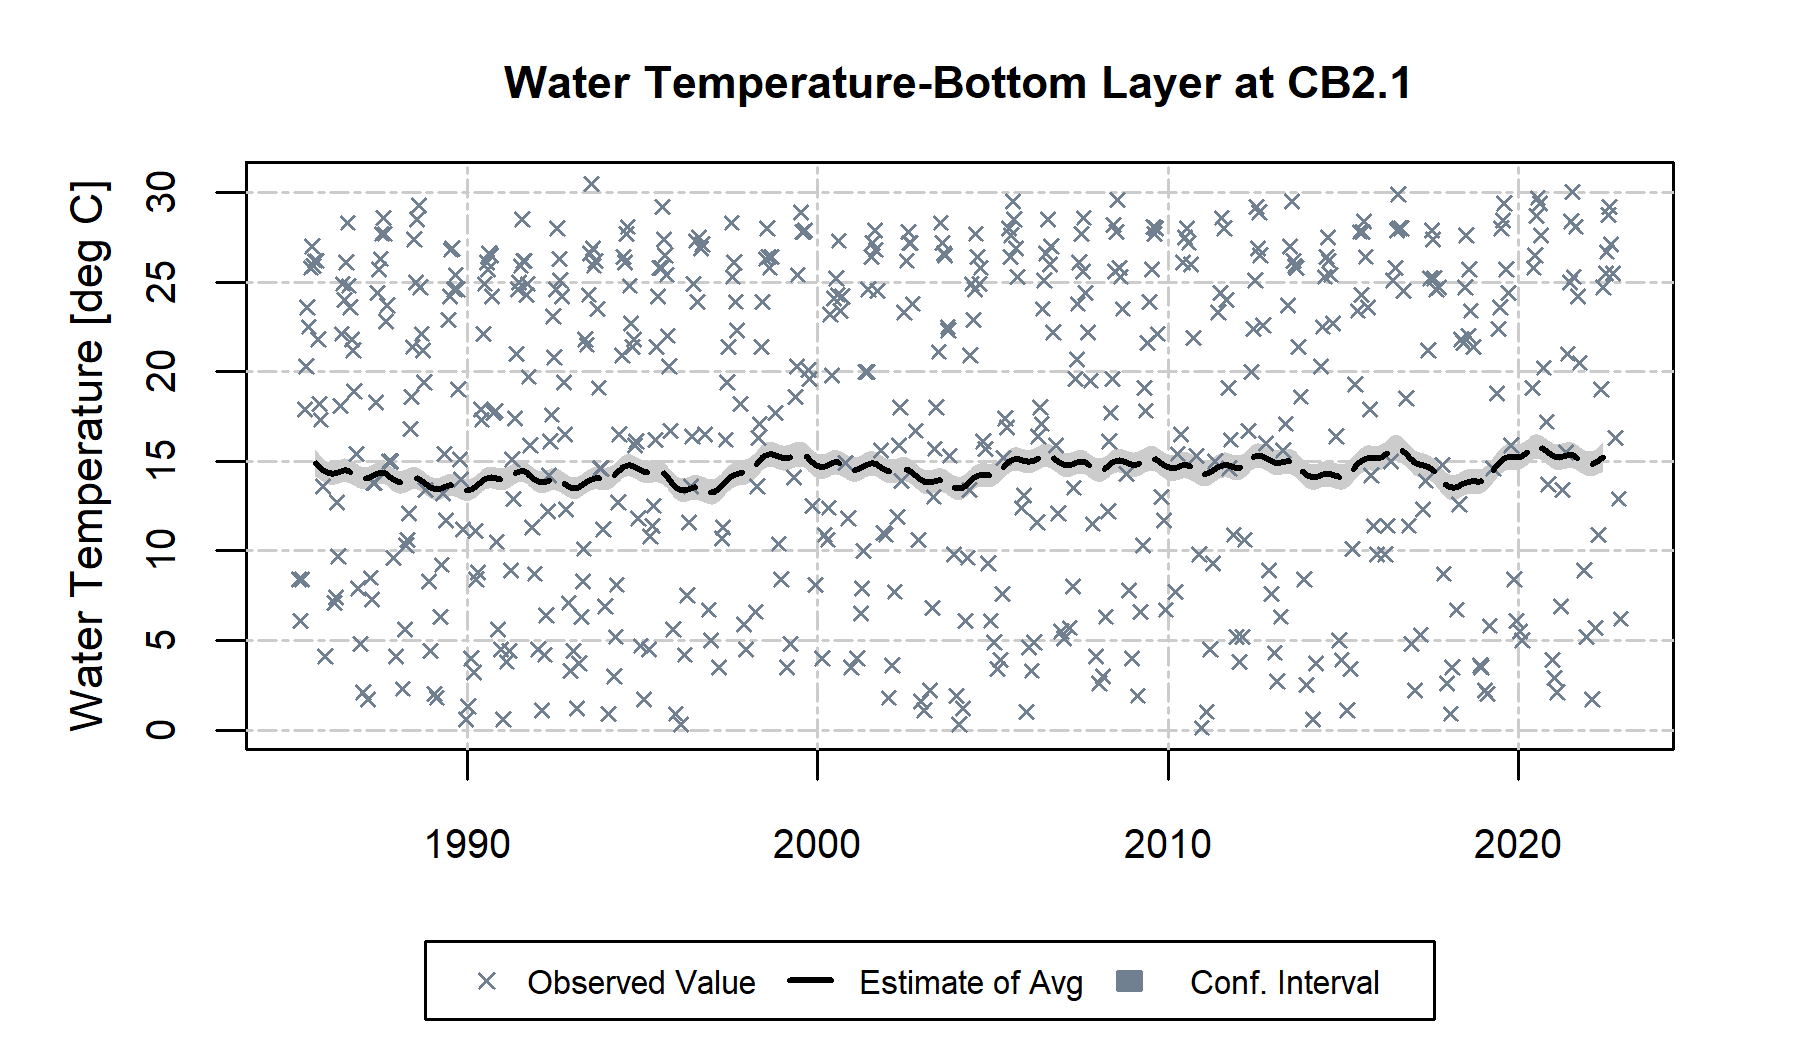 Water Temperature-Bottom Layer at CB2.1
Water Temperature [deg C]
30
25
20
15
10
5
0
1990 2000 2010 2020
Observed Value Estimate of Avg Conf. Interval